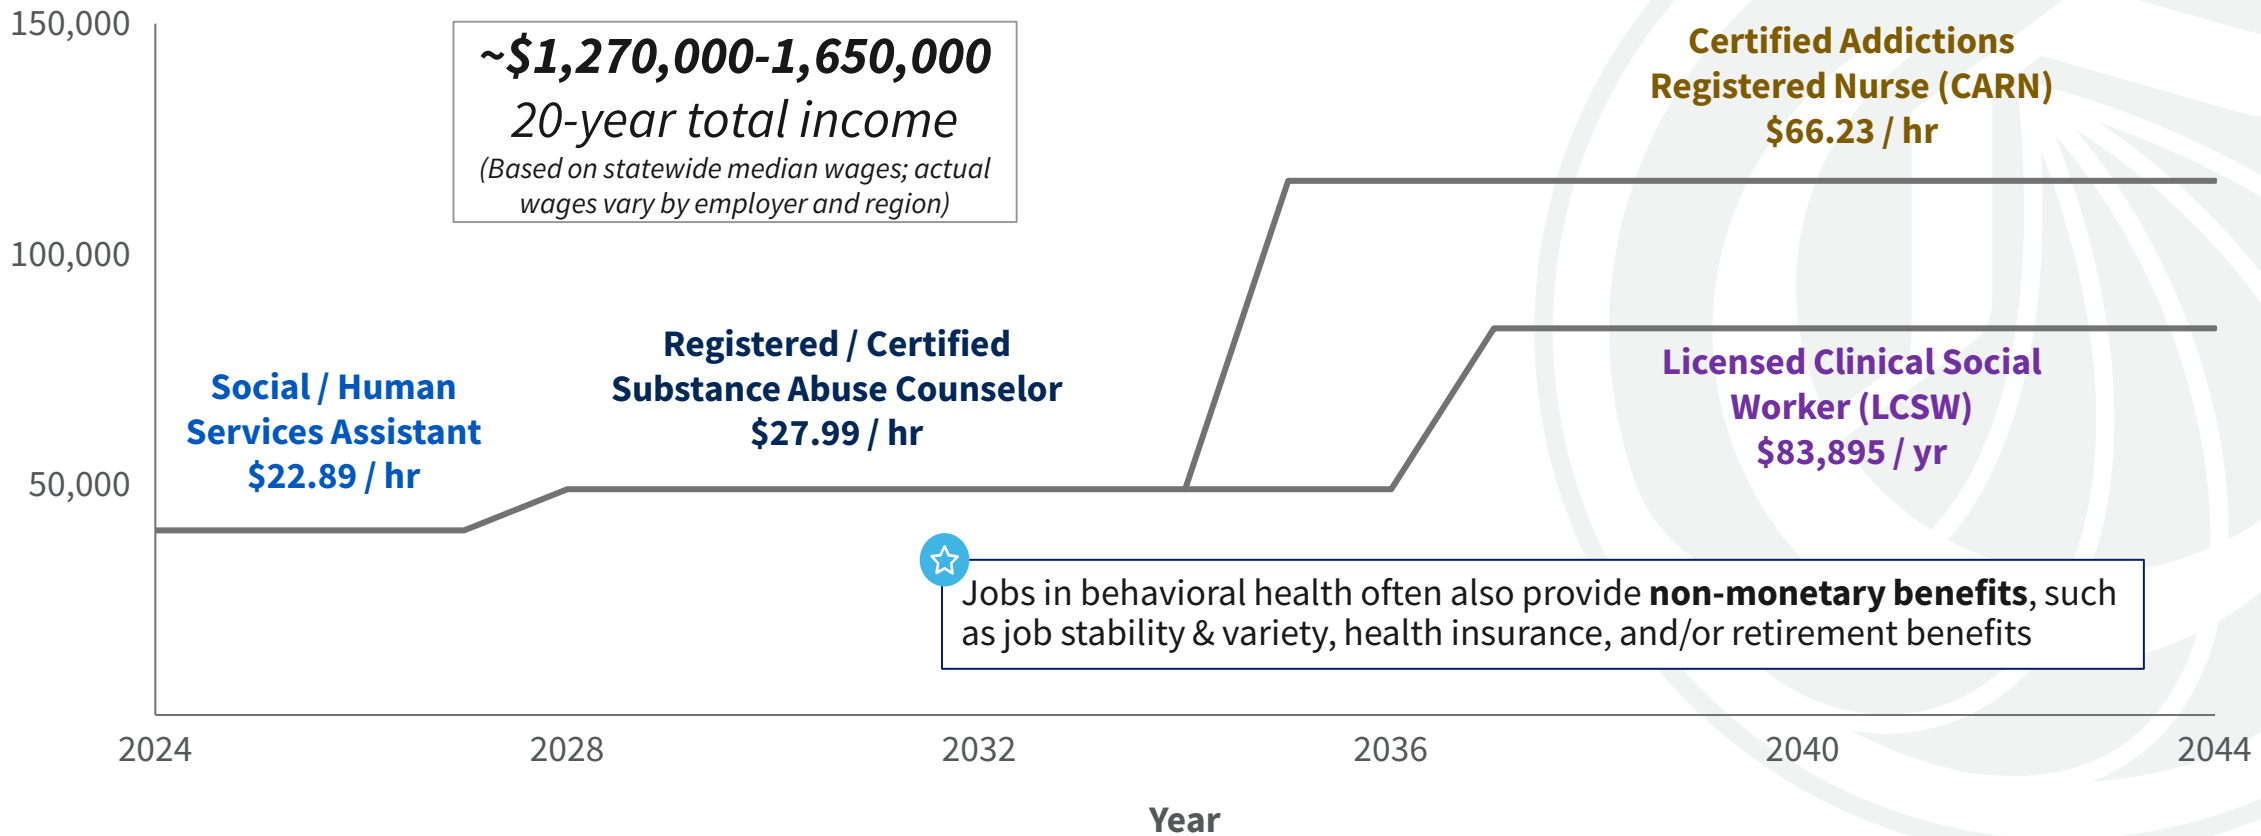 150,000
100,000
50,000
~$1,270,000-1,650,000
20-year total income
(Based on statewide median wages; actual
wages vary by employer and region)
Social / Human
Services Assistant
$22.89 / hr
Registered / Certified
Substance Abuse Counselor
$27.99 / hr
Certified Addictions
Registered Nurse (CARN)
$66.23 / hr
Licensed Clinical Social
Worker (LCSW)
$83,895 / yr
Jobs in behavioral health often also provide non-monetary benefits, such
as job stability & variety, health insurance, and/or retirement benefits
2024 2028 2032 2036 2040 2044
Year